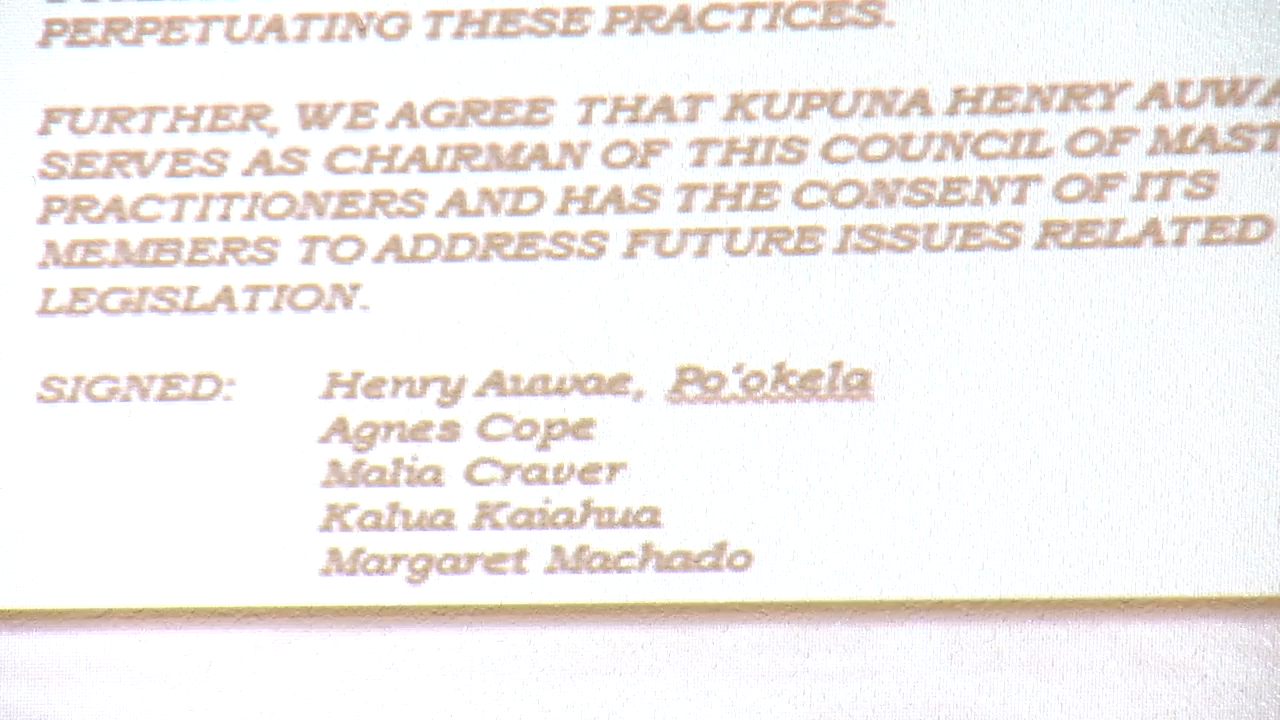 PERPETUATING THESE PRACTICES.
FURTHER, WE AGREE THAT KUPUNA HENRY AUWA
SERVES AS CHAIRMAN OF THIS COUNCIL OF MAST
PRACTITIONERS AND HAS THE CONSENT OF ITS
MEMBERS TO ADDRESS FUTURE ISSUES RELATED
LEGISLATION.
SIGNED: Henry Auwae, Po'okela
Agnes Cope
Malia Craver
Kalua Kaiahua
Margaret Machado